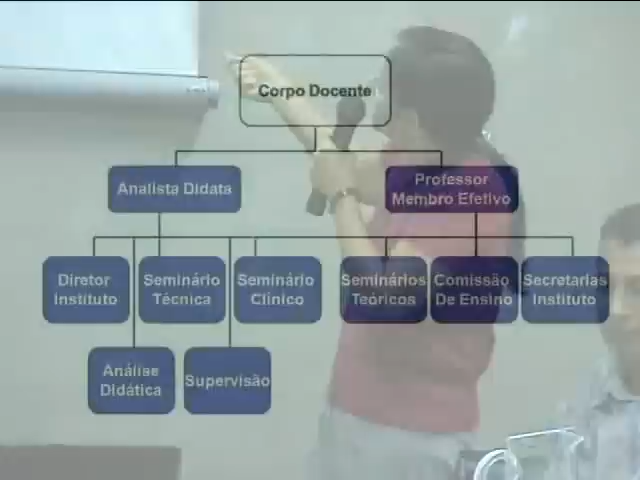 Corpo Docente
Analista Didata
Professor
Membro Efetivo
Diretor
Instituto
Seminário
Técnica
Seminário
Clínico
Seminários
Teóricos
Comissão
De Ensino
Secretarias
Instituto
Análise
Didática
Supervisão